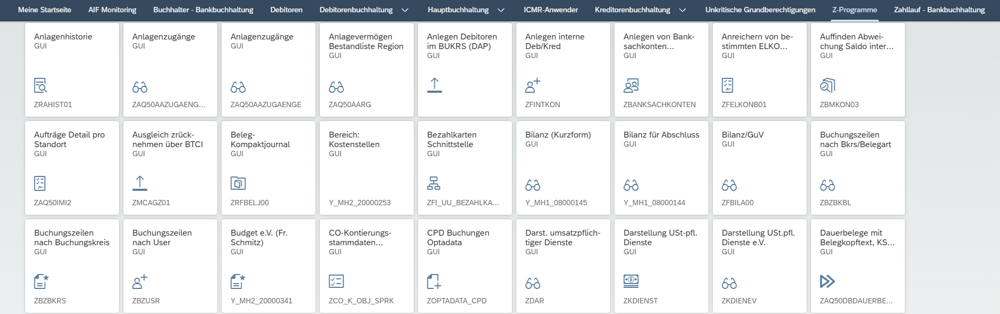 Meine Startseite
AIF Monitoring
Buchhalter - Bankbuchhaltung
Debitoren
Debitorenbuchhaltung
Hauptbuchhaltung
ICMR-Anwender
Kreditorenbuchhaltung
Unkritische Grundberechtigungen
Z-Programme
Zahllauf - Bankbuchhaltung
Anlagenhistorie
GUI
ZRAHIST01
Anlagenzugänge
GUI
ZAQ50AAZUGAENG...
Anlagenzugänge
GUI
ZAQ50AAZUGAENGE
Anlagevermögen
Bestandliste Region
GUI
ZAQ50AARG
Anlegen Debitoren
im BUKRS (DAP)
GUI
Anlegen interne
Deb/Kred
GUI
ZFINTKON
Anlegen von Bank-
sachkonten...
GUI
ZBANKSACHKONTEN
Anreichern von be-
stimmten ELKO...
GUI
ZFELKONB01
Auffinden Abwei-
chung Saldo inter...
GUI
ZBMKON03
Aufträge Detail pro
Standort
GUI
ZAQ50IMI2
Ausgleich zrück-
nehmen über BTCI
GUI
ZMCAGZ01
Beleg-
Kompaktjournal
GUI
ZRFBELJ00
Bereich:
Kostenstellen
GUI
Y_MH2_20000253
Bezahlkarten
Schnittstelle
GUI
ZFI_UU_BEZAHLKA...
Bilanz (Kurzform)
GUI
Y_MH1_08000145
Bilanz für Abschluss
GUI
Y_MH1_08000144
Bilanz/GuV
GUI
ZFBILA00
Buchungszeilen
nach Bkrs/Belegart
GUI
ZBZBKBL
Buchungszeilen
nach Buchungskreis
GUI
ZBZBKRS
Buchungszeilen
nach User
GUI
ZBZUSR
Budget e.V. (Fr.
Schmitz)
GUI
Y_MH2_20000341
CO-Kontierungs-
stammdaten...
GUI
ZCO_K_OBJ_SPRK
CPD Buchungen
Optadata
GUI
ZOPTADATA_CPD
Darst. umsatzpflich-
tiger Dienste
GUI
ZDAR
Darstellung USt-pfl.
Dienste
GUI
ZKDIENST
Darstellung USt.pfl.
Dienste e.V.
GUI
ZKDIENEV
Dauerbelege mit
Belegkopftext, KS...
GUI
ZAQ50DBDAUERBE...